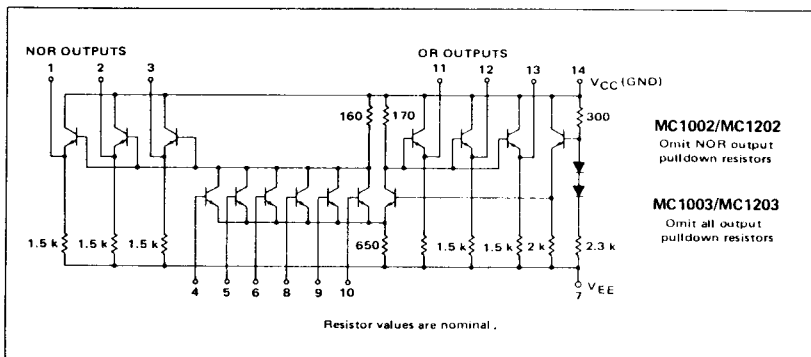 NOR OUTPUTS
1 2 3
OR OUTPUTS
11 12 13 14
VCC (GND)
160 170
300
MC1002/MC1202
Omit NOR output
pulldown resistors
MC1003/MC1203
Omit all output
pulldown resistors
1.5 k 1.5 k 1.5 k
650
1.5 k 1.5 k 2 k 2.3 k
4 5 6 8 9 10
7
VEE
Resistor values are nominal.